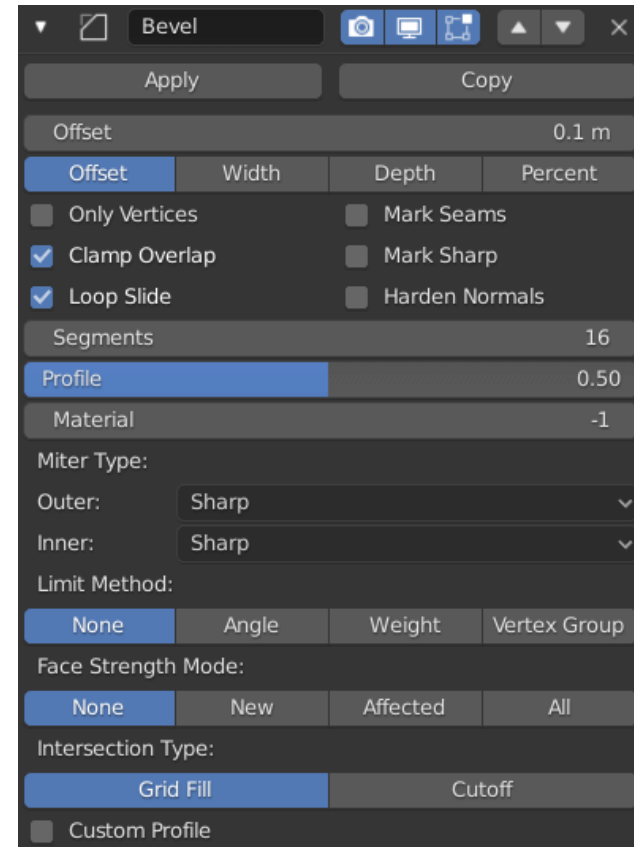 Bevel
Apply Copy
Offset 0.1 m
Offset Width Depth Percent
Only Vertices Mark Seams
Clamp Overlap Mark Sharp
Loop Slide Harden Normals
Segments 16
Profile 0.50
Material -1
Miter Type:
Outer: Sharp
Inner: Sharp
Limit Method:
None Angle Weight Vertex Group
Face Strength Mode:
None New Affected All
Intersection Type:
Grid Fill Cutoff
Custom Profile